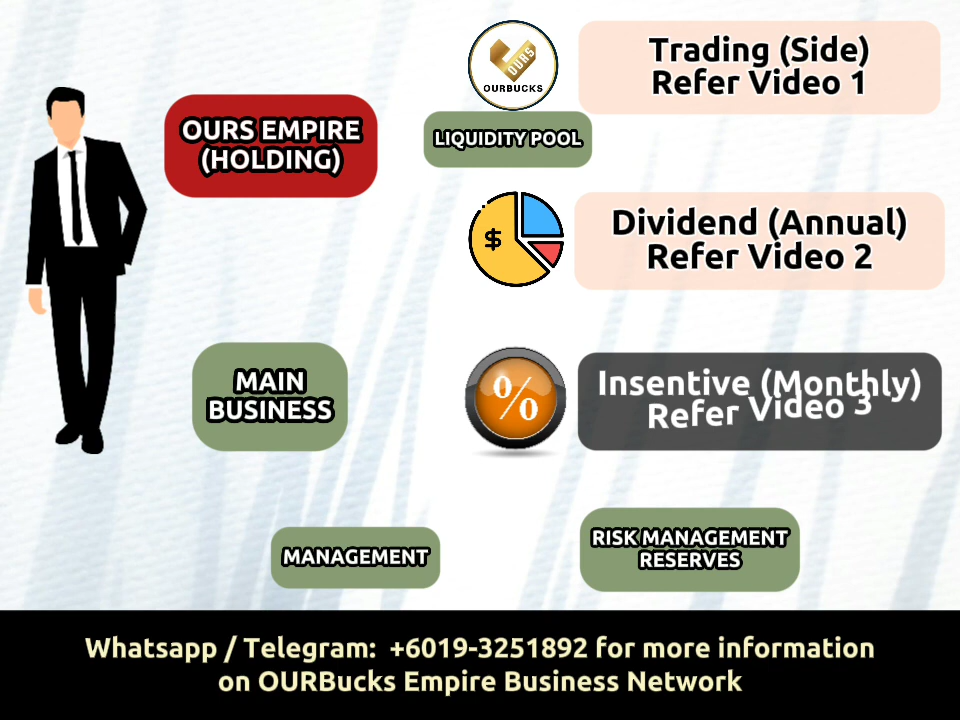 OURS
OURBUCKS
Trading (Side)
Refer Video 1
OURS EMPIRE
(HOLDING)
LIQUIDITY POOL
$
Dividend (Annual)
Refer Video 2
MAIN
BUSINESS
%
Insentive (Monthly)
Refer Video 3
MANAGEMENT
RISK MANAGEMENT
RESERVES
Whatsapp / Telegram:  +6019-3251892 for more information
on OURBucks Empire Business Network